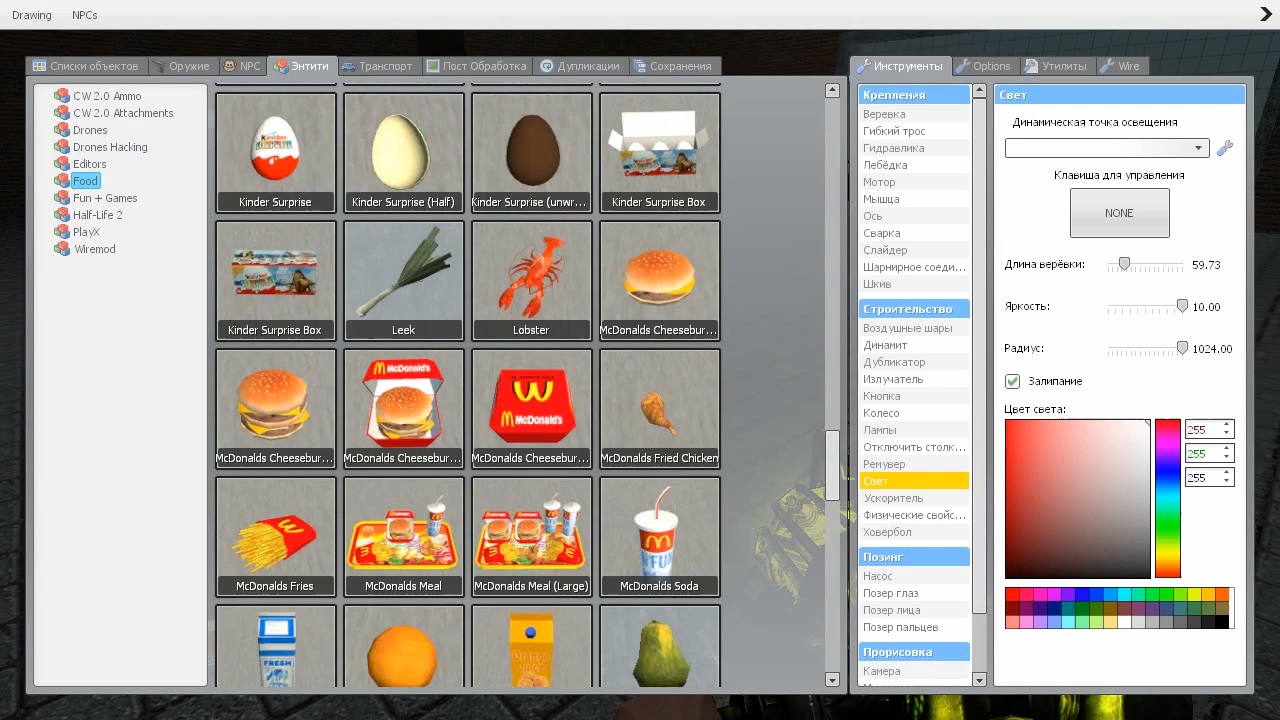 Drawing NPCs
Списки объектов Оружие NPC Энтити Транспорт Пост Обработка Дупликации Сохранения
Инструменты Options Утилиты Wire
CW 2.0 Ammo
CW 2.0 Attachments
Drones
Drones Hacking
Editors
Food
Fun + Games
Half-Life 2
PlayX
Wiremod
Kinder Surprise Kinder Surprise (Half) Kinder Surprise (unwr... Kinder Surprise Box
Kinder Surprise Box Leek Lobster McDonalds Cheesebur...
McDonald's
McDonald's
McDonalds Cheesebur... McDonalds Cheesebur... McDonalds Cheesebur... McDonalds Fried Chicken
McDonalds Fries McDonalds Meal McDonalds Meal (Large) McDonalds Soda
FRESH
Orange
Juice
Крепления
Веревка
Гибкий трос
Гидравлика
Лебёдка
Мотор
Мышца
Ось
Сварка
Слайдер
Шарнирное соеди...
Шкив
Строительство
Воздушные шары
Динамит
Дубликатор
Излучатель
Кнопка
Колесо
Лампы
Отключить столк...
Ремувер
Свет
Ускоритель
Физические свойс...
Ховербол
Позинг
Насос
Позер глаз
Позер лица
Позер пальцев
Прорисовка
Камера
Свет
Динамическая точка освещения
Клавиша для управления
NONE
Длина верёвки: 59.73
Яркость: 10.00
Радиус: 1024.00
Залипание
Цвет света:
255
255
255